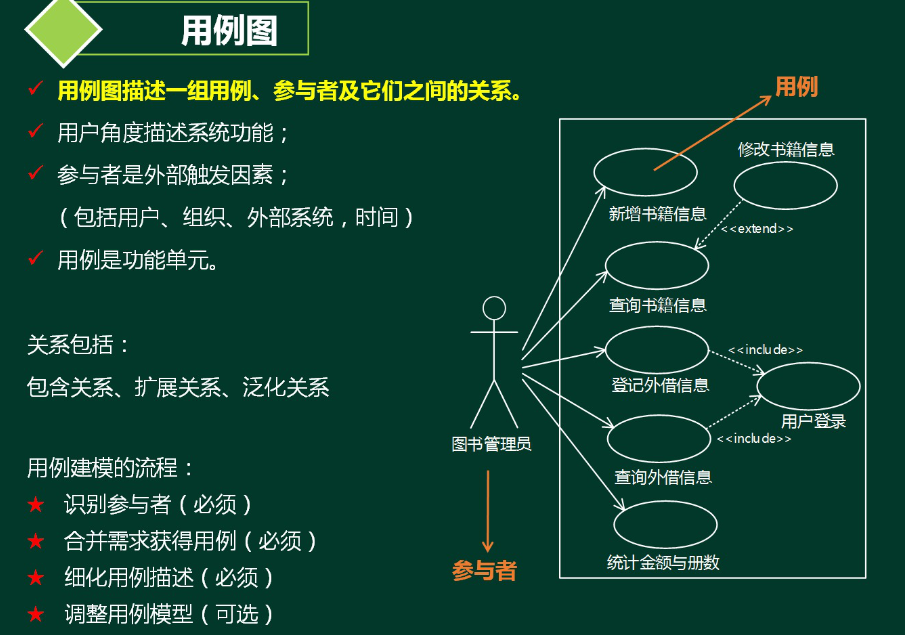 用例图
用例图描述一组用例、参与者及它们之间的关系。
用户角度描述系统功能；
参与者是外部触发因素；
（包括用户、组织、外部系统，时间）
用例是功能单元。
关系包括：
包含关系、扩展关系、泛化关系
用例建模的流程：
识别参与者（必须）
合并需求获得用例（必须）
细化用例描述（必须）
调整用例模型（可选）
用例
修改书籍信息
新增书籍信息
<<extend>>
查询书籍信息
<<include>>
登记外借信息
用户登录
<<include>>
图书管理员
查询外借信息
统计金额与册数
参与者